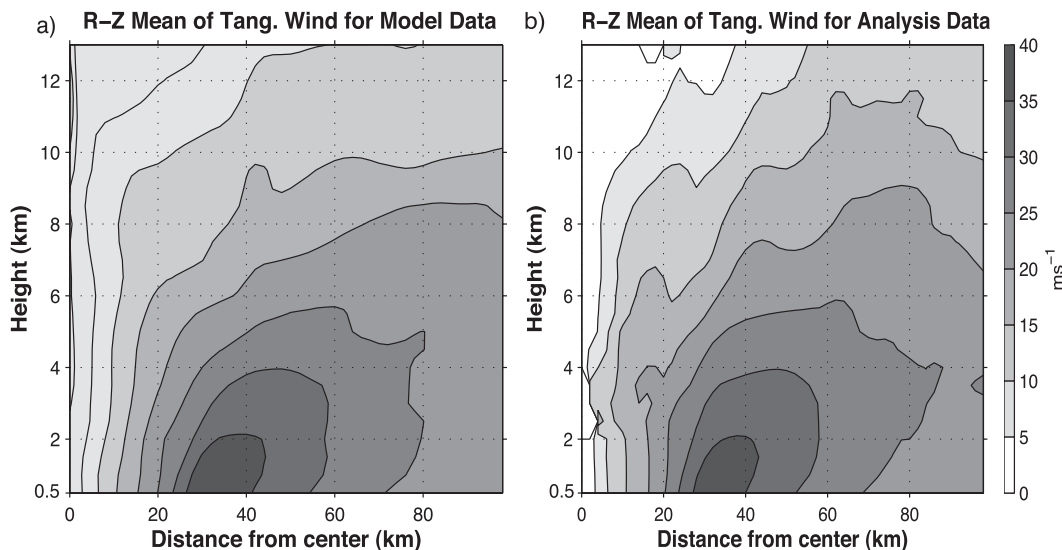 a) R–Z Mean of Tang. Wind for Model Data
12
10
8
6
4
2
0.5
Height (km)
0 20 40 60 80
Distance from center (km)
b) R–Z Mean of Tang. Wind for Analysis Data
12
10
8
6
4
2
0.5
Height (km)
0 20 40 60 80
Distance from center (km)
40
35
30
25
20
15
10
5
0
ms⁻¹